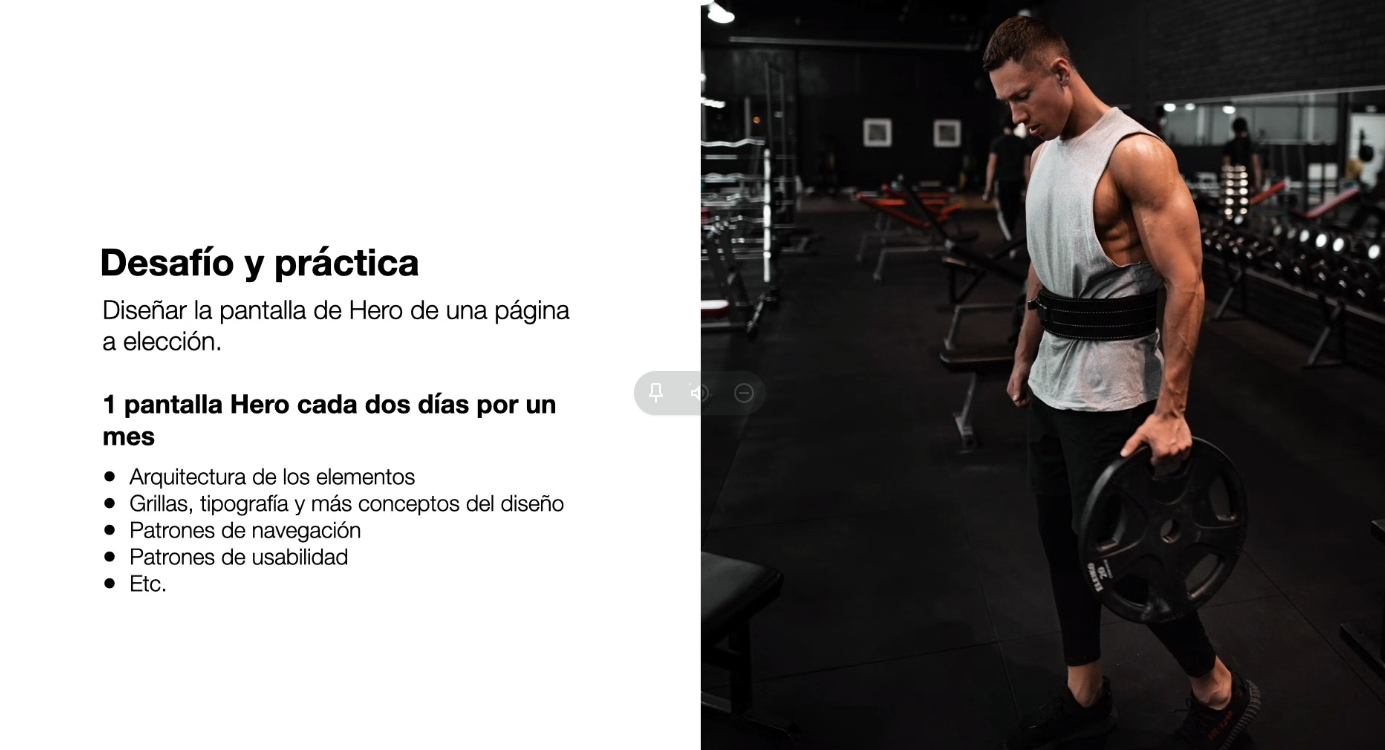 Desafío y práctica
Diseñar la pantalla de Hero de una página
a elección.
1 pantalla Hero cada dos días por un
mes
● Arquitectura de los elementos
● Grillas, tipografía y más conceptos del diseño
● Patrones de navegación
● Patrones de usabilidad
● Etc.
20